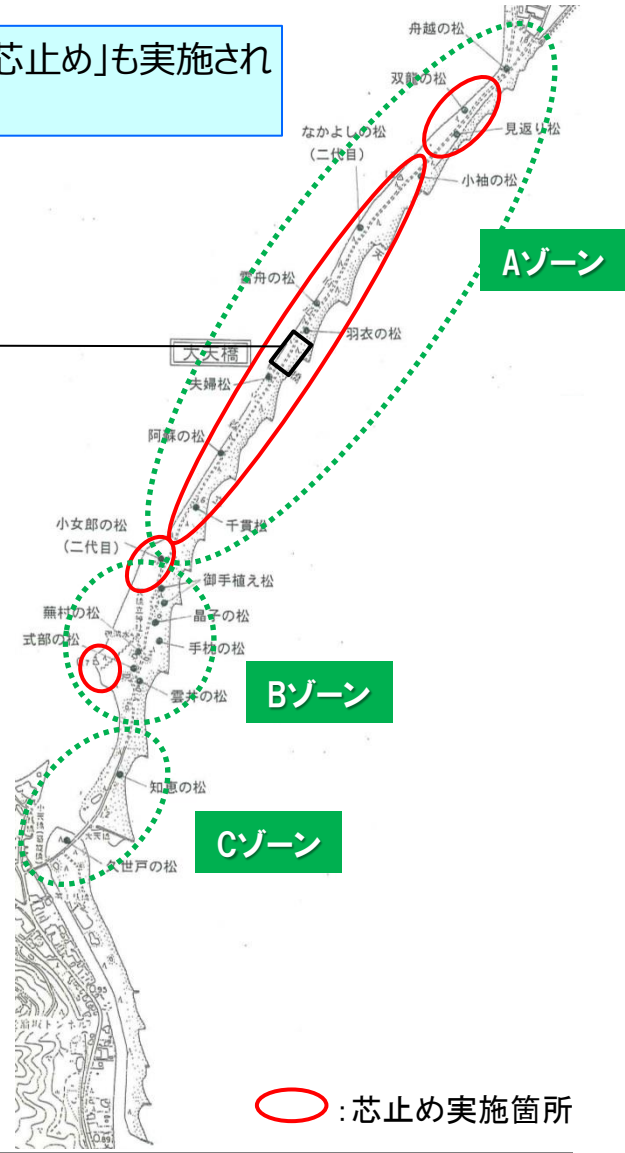 芯止め」も実施され
舟越の松
双龍の松
見返り松
なかよしの松
(二代目)
小袖の松
Aゾーン
雪舟の松
羽衣の松
大天橋
夫婦松
阿蘇の松
千貫松
小女郎の松
(二代目)
御手植え松
蕪村の松
晶子の松
式部の松
手枕の松
雲井の松
Bゾーン
知恵の松
Cゾーン
久世戸の松
:芯止め実施箇所